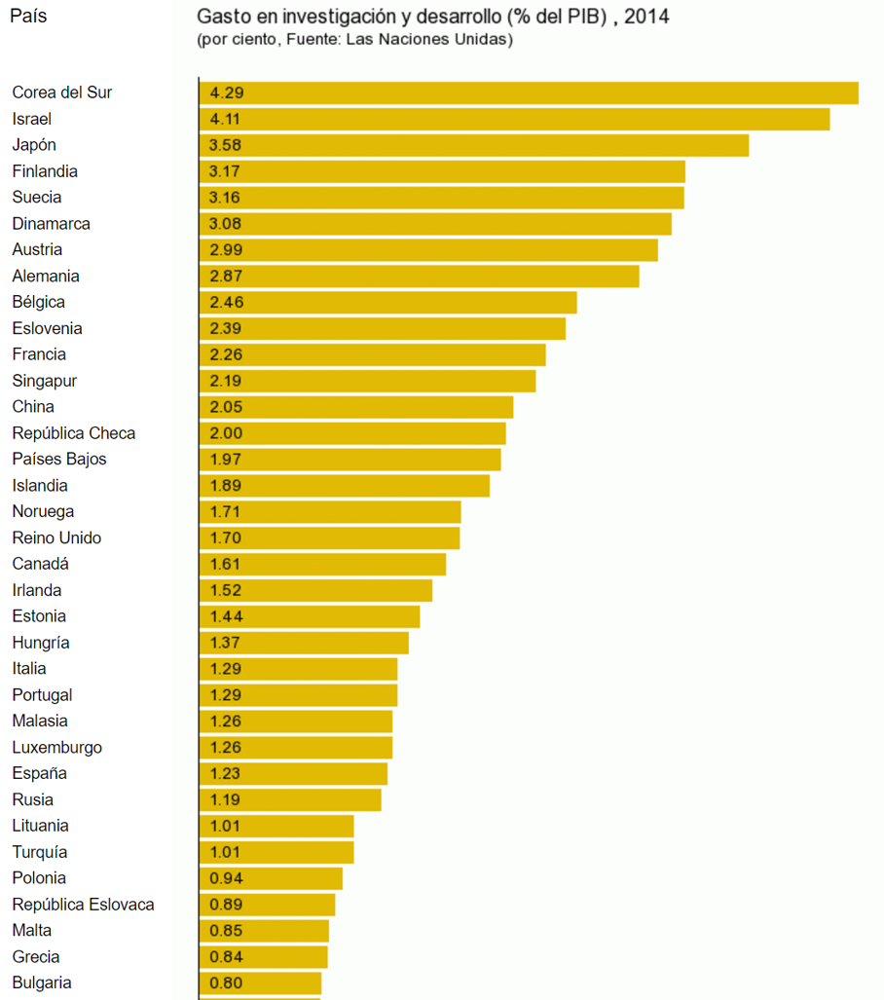 País
Gasto en investigación y desarrollo (% del PIB) , 2014
(por ciento, Fuente: Las Naciones Unidas)
Corea del Sur 4.29
Israel 4.11
Japón 3.58
Finlandia 3.17
Suecia 3.16
Dinamarca 3.08
Austria 2.99
Alemania 2.87
Bélgica 2.46
Eslovenia 2.39
Francia 2.26
Singapur 2.19
China 2.05
República Checa 2.00
Países Bajos 1.97
Islandia 1.89
Noruega 1.71
Reino Unido 1.70
Canadá 1.61
Irlanda 1.52
Estonia 1.44
Hungría 1.37
Italia 1.29
Portugal 1.29
Malasia 1.26
Luxemburgo 1.26
España 1.23
Rusia 1.19
Lituania 1.01
Turquía 1.01
Polonia 0.94
República Eslovaca 0.89
Malta 0.85
Grecia 0.84
Bulgaria 0.80